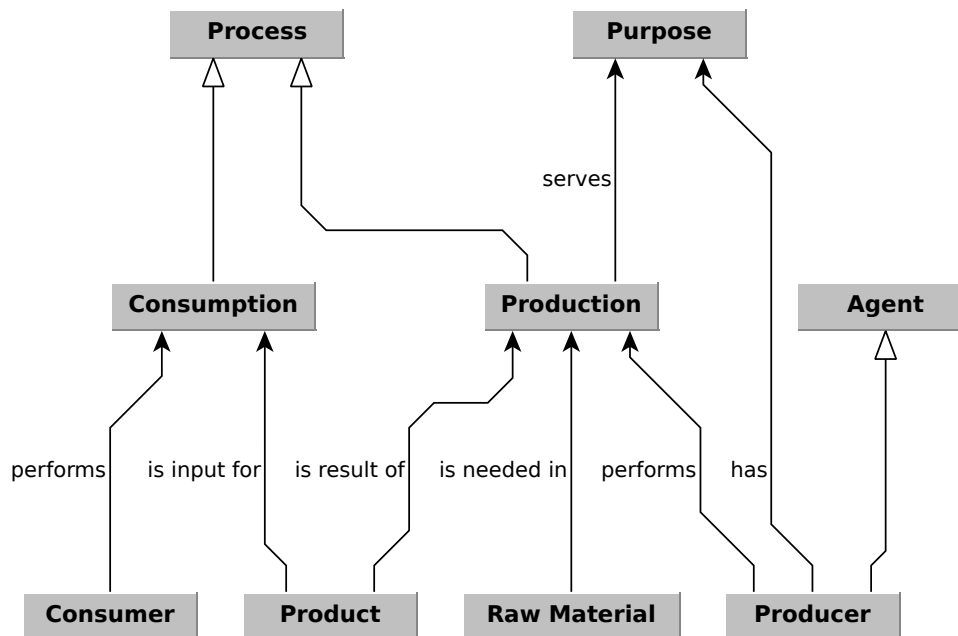 Process
Purpose
serves
Consumption
Production
Agent
performs
is input for
is result of
is needed in
performs
has
Consumer
Product
Raw Material
Producer